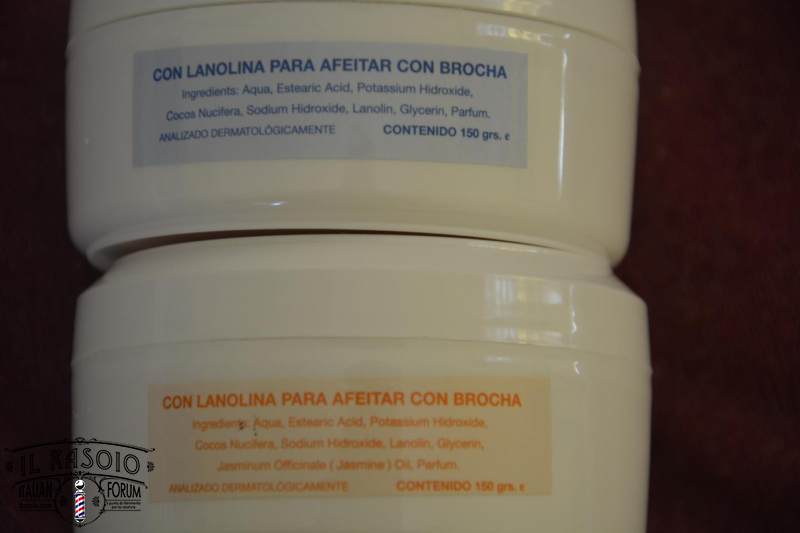 CON LANOLINA PARA AFEITAR CON BROCHA
Ingredients: Aqua, Estearic Acid, Potassium Hidroxide,
Cocos Nucifera, Sodium Hidroxide, Lanolin, Glycerin, Parfum.
ANALIZADO DERMATOLÓGICAMENTE CONTENIDO 150 grs. e
CON LANOLINA PARA AFEITAR CON BROCHA
Ingredients: Aqua, Estearic Acid, Potassium Hidroxide,
Cocos Nucifera, Sodium Hidroxide, Lanolin, Glycerin,
Jasminum Officinale ( Jasmine ) Oil, Parfum.
ANALIZADO DERMATOLÓGICAMENTE CONTENIDO 150 grs. e
IL RASOIO
ITALIAN FORUM